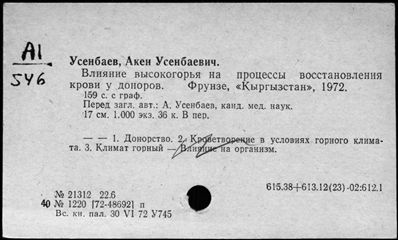 А1
546
Усенбаев, Акен Усенбаевич.
Влияние высокогорья на процессы восстановления
крови у доноров. Фрунзе, «Кыргызстан», 1972.
159 с. с граф.
Перед загл. авт.: А. Усенбаев, канд. мед. наук.
17 см. 1.000 экз. 36 к. В пер.
— — 1. Донорство. 2. Кроветворение в условиях горного клима-
та. 3. Климат горный — Влияние на организм.
615.38+613.12(23)-02:612.1
№ 21312 22.6
40 № 1220 [72-48692] п
Вс. кн. пал. 30 VI 72 У745